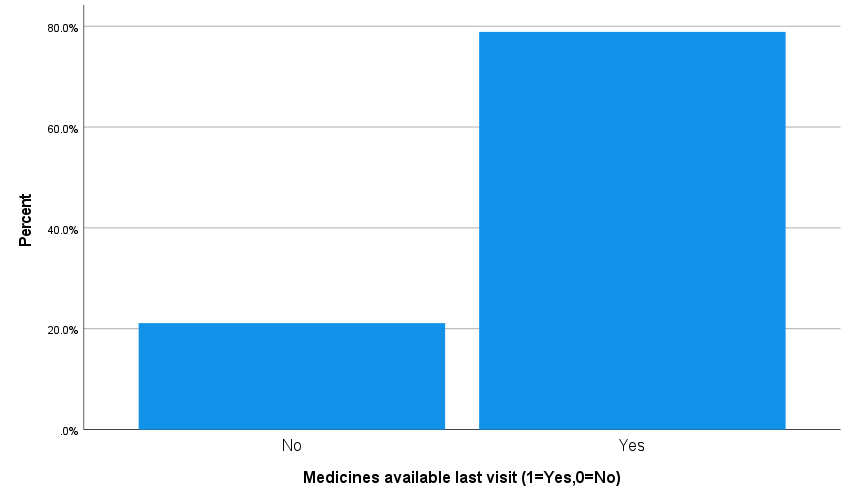 80.0%
60.0%
40.0%
20.0%
.0%
Percent
No
Yes
Medicines available last visit (1=Yes,0=No)